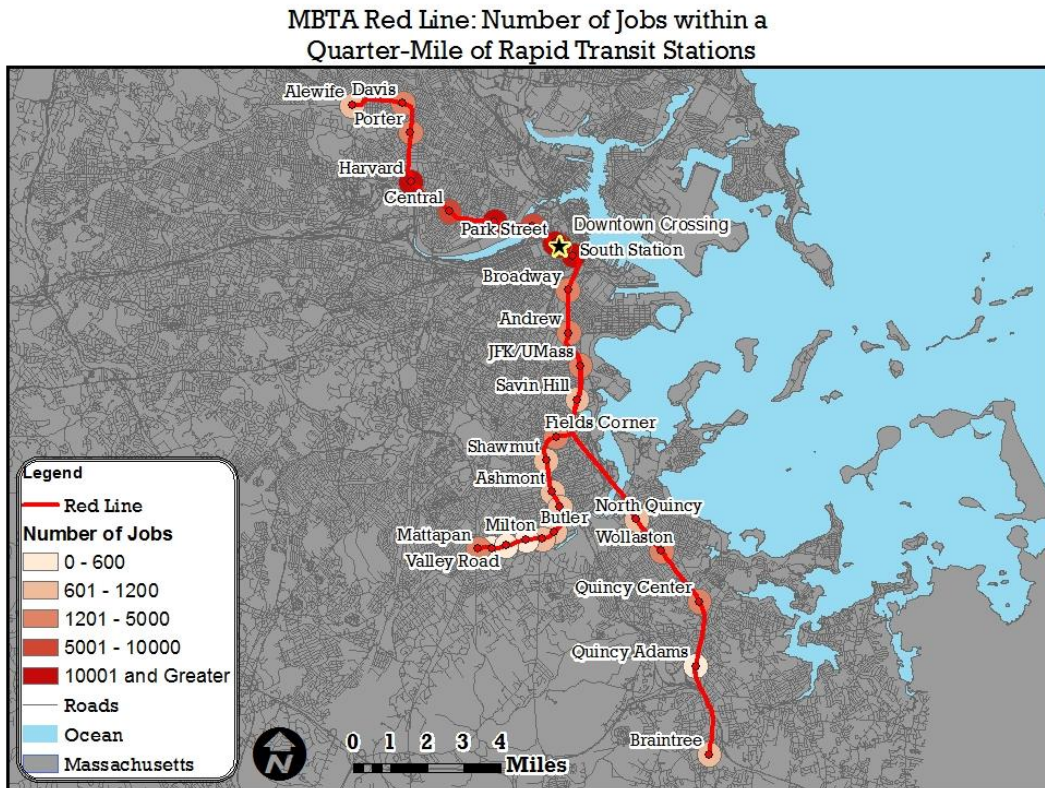 MBTA Red Line: Number of Jobs within a
Quarter-Mile of Rapid Transit Stations
Alewife
Davis
Porter
Harvard
Central
Park Street
Downtown Crossing
South Station
Broadway
Andrew
JFK/UMass
Savin Hill
Fields Corner
Shawmut
Ashmont
North Quincy
Butler
Milton
Mattapan
Wollaston
Valley Road
Quincy Center
Quincy Adams
Braintree
Legend
Red Line
Number of Jobs
0 - 600
601 - 1200
1201 - 5000
5001 - 10000
10001 and Greater
Roads
Ocean
Massachusetts
N
0 1 2 3 4
Miles